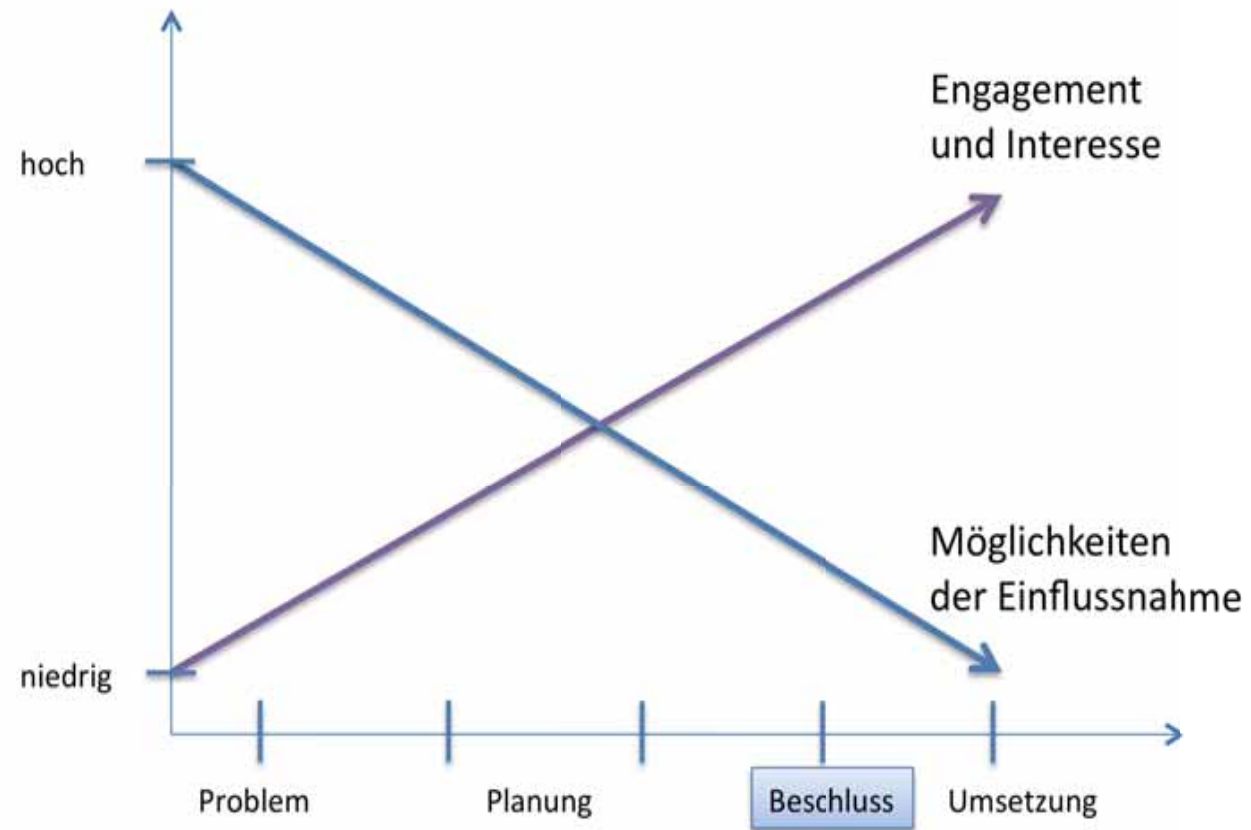 Engagement
und Interesse
hoch
Möglichkeiten
der Einflussnahme
niedrig
Problem Planung Beschluss Umsetzung